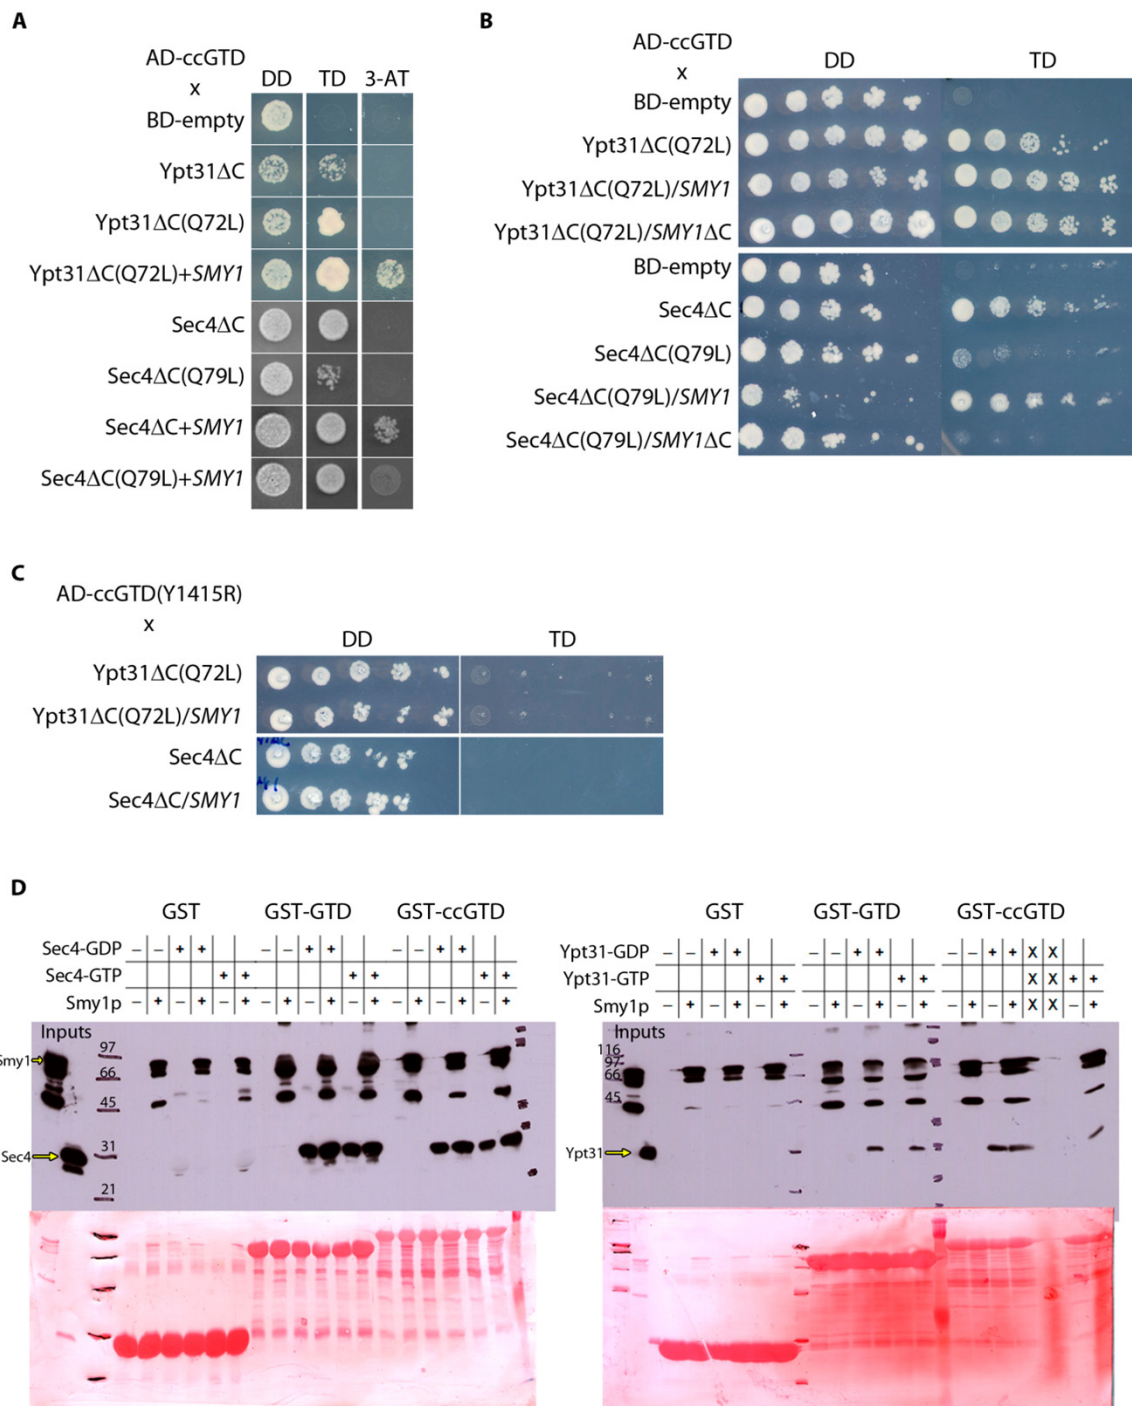 A
AD-ccGTD
x
DD TD 3-AT
BD-empty
Ypt31ΔC
Ypt31ΔC(Q72L)
Ypt31ΔC(Q72L)+SMY1
Sec4ΔC
Sec4ΔC(Q79L)
Sec4ΔC+SMY1
Sec4ΔC(Q79L)+SMY1
B
AD-ccGTD
x
DD TD
BD-empty
Ypt31ΔC(Q72L)
Ypt31ΔC(Q72L)/SMY1
Ypt31ΔC(Q72L)/SMY1ΔC
BD-empty
Sec4ΔC
Sec4ΔC(Q79L)
Sec4ΔC(Q79L)/SMY1
Sec4ΔC(Q79L)/SMY1ΔC
C
AD-ccGTD(Y1415R)
x
DD TD
Ypt31ΔC(Q72L)
Ypt31ΔC(Q72L)/SMY1
Sec4ΔC
Sec4ΔC/SMY1
D
GST GST-GTD GST-ccGTD
Sec4-GDP – – + + – – + + – – + +
Sec4-GTP + + + + + +
Smy1p – + – + – + – + – + – + – + – + – +
Inputs
97
Smy1
66
45
31
Sec4
21
GST GST-GTD GST-ccGTD
Ypt31-GDP – – + + – – + + – – + + X X
Ypt31-GTP + + + + X X + +
Smy1p – + – + – + – + – + – + – + – + X X – +
Inputs
116
97
66
45
Ypt31